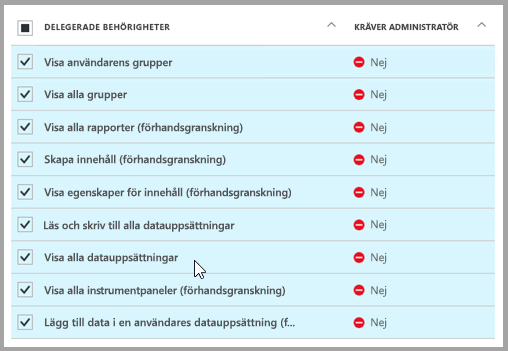 DELEGERADE BEHÖRIGHETER KRÄVER ADMINISTRATÖR
Visa användarens grupper Nej
Visa alla grupper Nej
Visa alla rapporter (förhandsgranskning) Nej
Skapa innehåll (förhandsgranskning) Nej
Visa egenskaper för innehåll (förhandsgranskning) Nej
Läs och skriv till alla datauppsättningar Nej
Visa alla datauppsättningar Nej
Visa alla instrumentpaneler (förhandsgranskning) Nej
Lägg till data i en användares datauppsättning (f... Nej